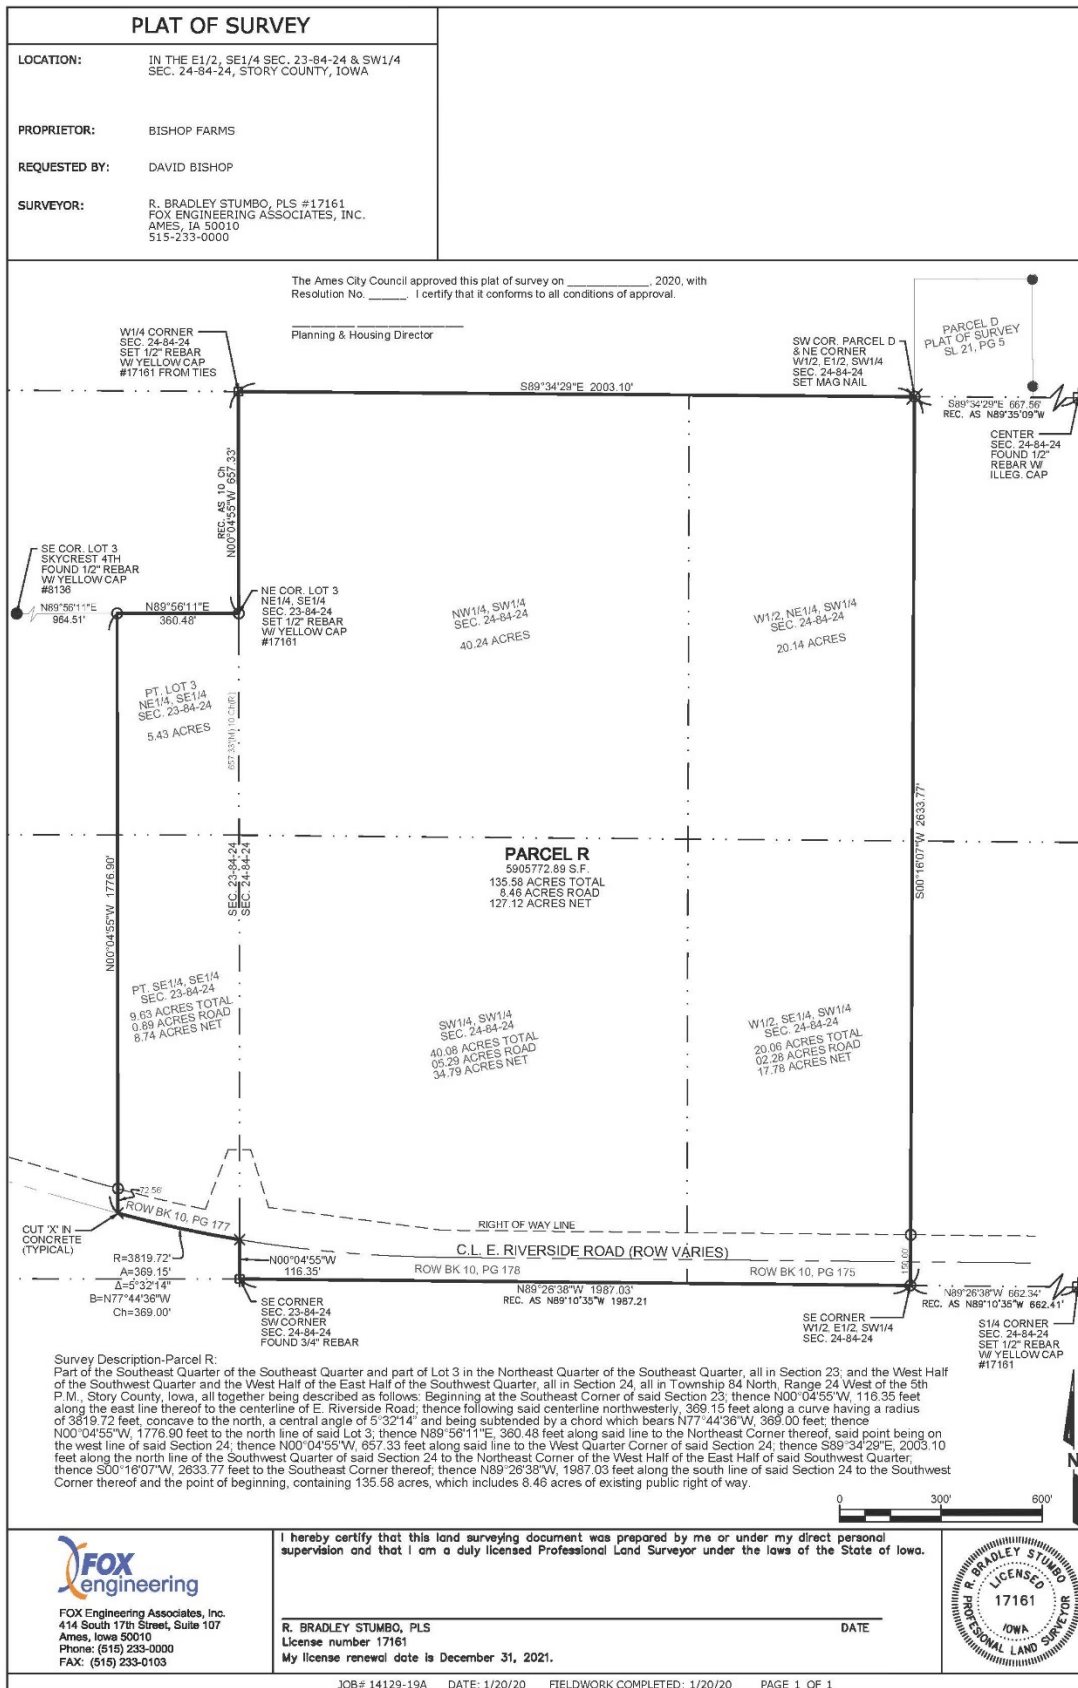 PLAT OF SURVEY
LOCATION: IN THE E1/2, SE1/4 SEC. 23-84-24 & SW1/4
SEC. 24-84-24, STORY COUNTY, IOWA
PROPRIETOR: BISHOP FARMS
REQUESTED BY: DAVID BISHOP
SURVEYOR: R. BRADLEY STUMBO, PLS #17161
FOX ENGINEERING ASSOCIATES, INC.
AMES, IA 50010
515-233-0000
The Ames City Council approved this plat of survey on ____________, 2020, with
Resolution No. ______. I certify that it conforms to all conditions of approval.
Planning & Housing Director
W1/4 CORNER
SEC. 24-84-24
SET 1/2" REBAR
W/ YELLOW CAP
#17161 FROM TIES
S89°34'29"E 2003.10'
SW COR. PARCEL D
& NE CORNER
W1/2, E1/2, SW1/4
SEC. 24-84-24
SET MAG NAIL
PARCEL D
PLAT OF SURVEY
SL 21, PG 5
S89°34'29"E 667.56'
REC. AS N89°35'09"W
CENTER
SEC. 24-84-24
FOUND 1/2"
REBAR W/
ILLEG. CAP
REC. AS 10 Ch
N00°04'55"W 657.33'
SE COR. LOT 3
SKYCREST 4TH
FOUND 1/2" REBAR
W/ YELLOW CAP
#8136
N89°56'11"E
964.51'
N89°56'11"E
360.48'
NE COR. LOT 3
NE1/4, SE1/4
SEC. 23-84-24
SET 1/2" REBAR
W/ YELLOW CAP
#17161
NW1/4, SW1/4
SEC. 24-84-24
40.24 ACRES
W1/2, NE1/4, SW1/4
SEC. 24-84-24
20.14 ACRES
PT. LOT 3
NE1/4, SE1/4
SEC. 23-84-24
5.43 ACRES
657.33'(M) 10 Ch(R)
N00°04'55"W 1776.90'
SEC. 23-84-24
SEC. 24-84-24
PARCEL R
5905772.89 S.F.
135.58 ACRES TOTAL
8.46 ACRES ROAD
127.12 ACRES NET
S00°16'07"W 2633.77'
PT. SE1/4, SE1/4
SEC. 23-84-24
9.63 ACRES TOTAL
0.89 ACRES ROAD
8.74 ACRES NET
SW1/4, SW1/4
SEC. 24-84-24
40.08 ACRES TOTAL
05.29 ACRES ROAD
34.79 ACRES NET
W1/2, SE1/4, SW1/4
SEC. 24-84-24
20.06 ACRES TOTAL
02.28 ACRES ROAD
17.78 ACRES NET
72.56'
ROW BK 10, PG 177
CUT 'X' IN
CONCRETE
(TYPICAL)
RIGHT OF WAY LINE
C.L. E. RIVERSIDE ROAD (ROW VARIES)
150.00'
R=3819.72'
A=369.15'
Δ=5°32'14"
B=N77°44'36"W
Ch=369.00'
N00°04'55"W
116.35'
ROW BK 10, PG 178
ROW BK 10, PG 175
N89°26'38"W 1987.03'
REC. AS N89°10'35"W 1987.21
N89°26'38"W 662.34'
REC. AS N89°10'35"W 662.41'
SE CORNER
SEC. 23-84-24
SW CORNER
SEC. 24-84-24
FOUND 3/4" REBAR
SE CORNER
W1/2, E1/2, SW1/4
SEC. 24-84-24
S1/4 CORNER
SEC. 24-84-24
SET 1/2" REBAR
W/ YELLOW CAP
#17161
Survey Description-Parcel R:
Part of the Southeast Quarter of the Southeast Quarter and part of Lot 3 in the Northeast Quarter of the Southeast Quarter, all in Section 23; and the West Half
of the Southwest Quarter and the West Half of the East Half of the Southwest Quarter, all in Section 24, all in Township 84 North, Range 24 West of the 5th
P.M., Story County, Iowa, all together being described as follows: Beginning at the Southeast Corner of said Section 23; thence N00°04'55"W, 116.35 feet
along the east line thereof to the centerline of E. Riverside Road; thence following said centerline northwesterly, 369.15 feet along a curve having a radius
of 3819.72 feet, concave to the north, a central angle of 5°32'14" and being subtended by a chord which bears N77°44'36"W, 369.00 feet; thence
N00°04'55"W, 1776.90 feet to the north line of said Lot 3; thence N89°56'11"E, 360.48 feet along said line to the Northeast Corner thereof, said point being on
the west line of said Section 24; thence N00°04'55"W, 657.33 feet along said line to the West Quarter Corner of said Section 24; thence S89°34'29"E, 2003.10
feet along the north line of the Southwest Quarter of said Section 24 to the Northeast Corner of the West Half of the East Half of said Southwest Quarter;
thence S00°16'07"W, 2633.77 feet to the Southeast Corner thereof; thence N89°26'38"W, 1987.03 feet along the south line of said Section 24 to the Southwest
Corner thereof and the point of beginning, containing 135.58 acres, which includes 8.46 acres of existing public right of way.
N
0 300' 600'
FOX
engineering
FOX Engineering Associates, Inc.
414 South 17th Street, Suite 107
Ames, Iowa 50010
Phone: (515) 233-0000
FAX: (515) 233-0103
I hereby certify that this land surveying document was prepared by me or under my direct personal
supervision and that I am a duly licensed Professional Land Surveyor under the laws of the State of Iowa.
R. BRADLEY STUMBO, PLS DATE
License number 17161
My license renewal date is December 31, 2021.
R. BRADLEY STUMBO
LICENSED
17161
IOWA
PROFESIONAL LAND SURVEYOR
JOB# 14129-19A DATE: 1/20/20 FIELDWORK COMPLETED: 1/20/20 PAGE 1 OF 1